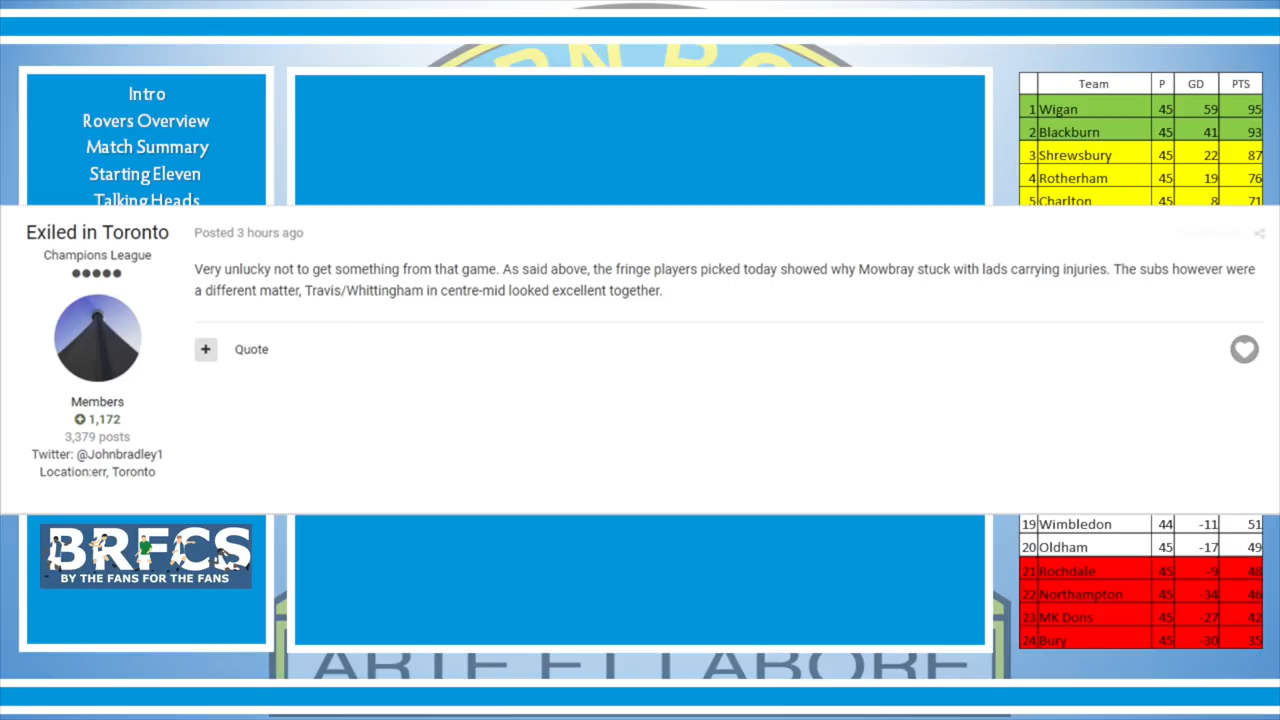 RN RO
Intro
Rovers Overview
Match Summary
Starting Eleven
Talking Heads
Team P GD PTS
1 Wigan 45 59 95
2 Blackburn 45 41 93
3 Shrewsbury 45 22 87
4 Rotherham 45 19 76
5 Charlton 45 8 71
Exiled in Toronto
Champions League
Posted 3 hours ago
Very unlucky not to get something from that game. As said above, the fringe players picked today showed why Mowbray stuck with lads carrying injuries. The subs however were
a different matter, Travis/Whittingham in centre-mid looked excellent together.
+ Quote
Members
1,172
3,379 posts
Twitter: @Johnbradley1
Location:err, Toronto
BRFCS
BY THE FANS FOR THE FANS
19 Wimbledon 44 -11 51
20 Oldham 45 -17 49
21 Rochdale 45 -9 48
22 Northampton 45 -34 46
23 MK Dons 45 -27 42
24 Bury 45 -30 35
ARTE ET LABORE